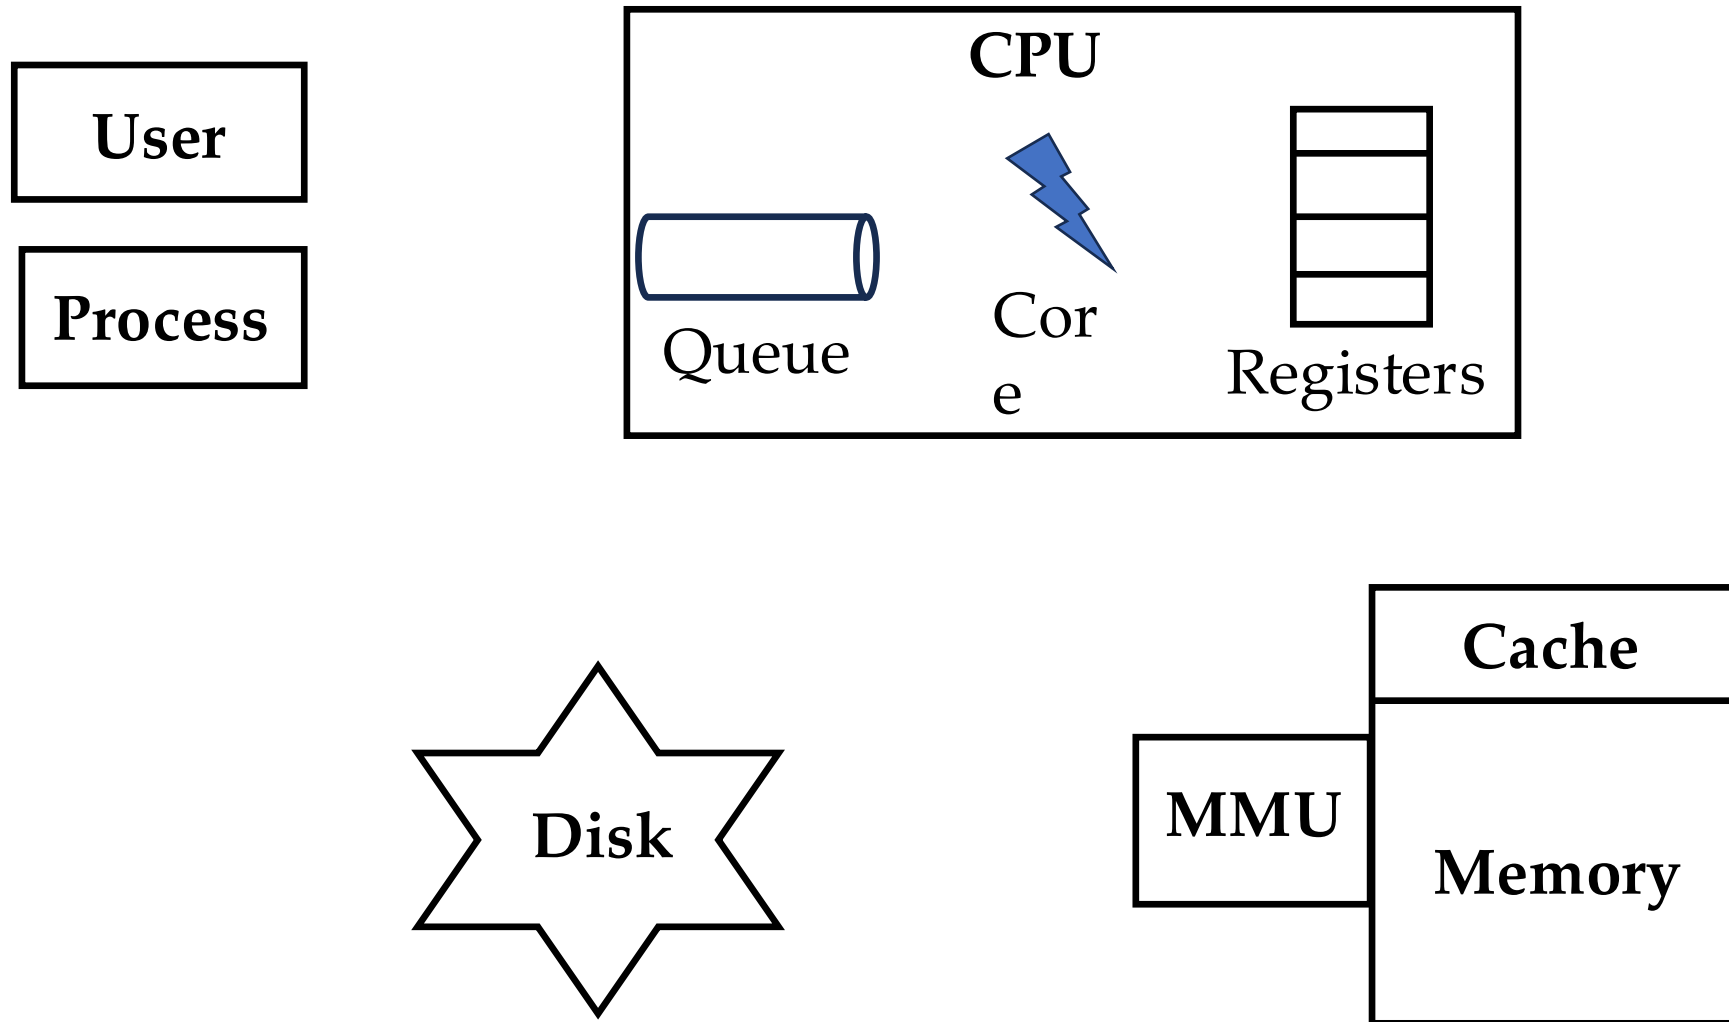 User
Process
CPU
Queue
Cor
e
Registers
Disk
MMU
Cache
Memory